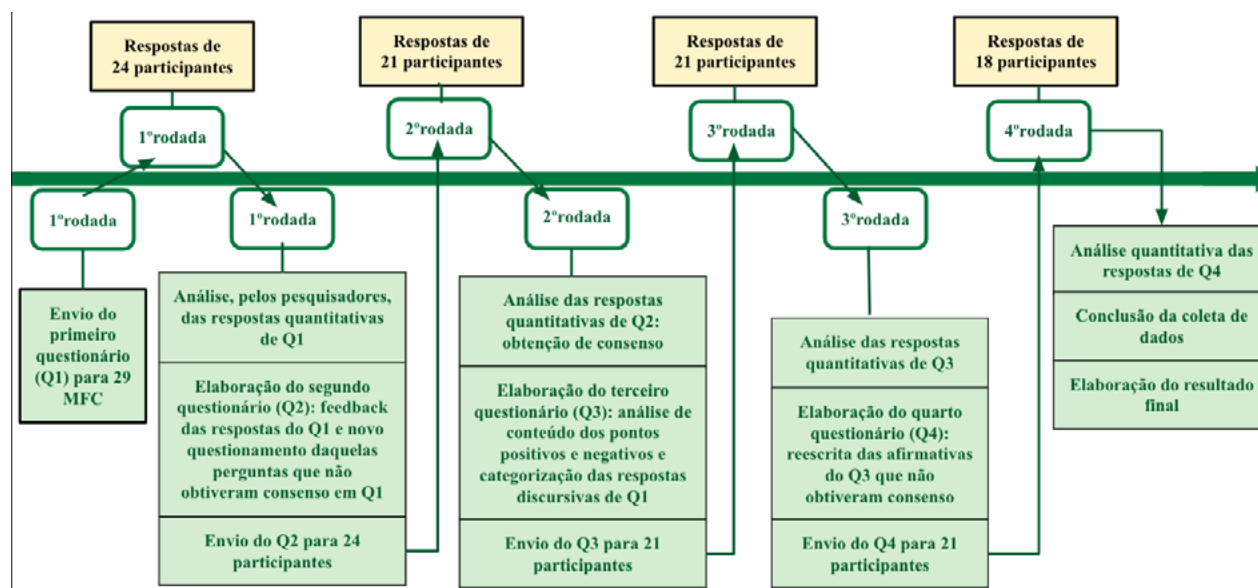 Respostas de
24 participantes
Respostas de
21 participantes
Respostas de
21 participantes
Respostas de
18 participantes
1ºrodada
2ºrodada
3ºrodada
4ºrodada
1ºrodada
1ºrodada
2ºrodada
3ºrodada
Envio do
primeiro
questionário
(Q1) para 29
MFC
Análise, pelos pesquisadores,
das respostas quantitativas
de Q1
Elaboração do segundo
questionário (Q2): feedback
das respostas do Q1 e novo
questionamento daquelas
perguntas que não
obtiveram consenso em Q1
Envio do Q2 para 24
participantes
Análise das respostas
quantitativas de Q2:
obtenção de consenso
Elaboração do terceiro
questionário (Q3): análise de
conteúdo dos pontos
positivos e negativos e
categorização das respostas
discursivas de Q1
Envio do Q3 para 21
participantes
Análise das respostas
quantitativas de Q3
Elaboração do quarto
questionário (Q4):
reescrita das afirmativas
do Q3 que não
obtiveram consenso
Envio do Q4 para 21
participantes
Análise quantitativa das
respostas de Q4
Conclusão da coleta de
dados
Elaboração do resultado
final